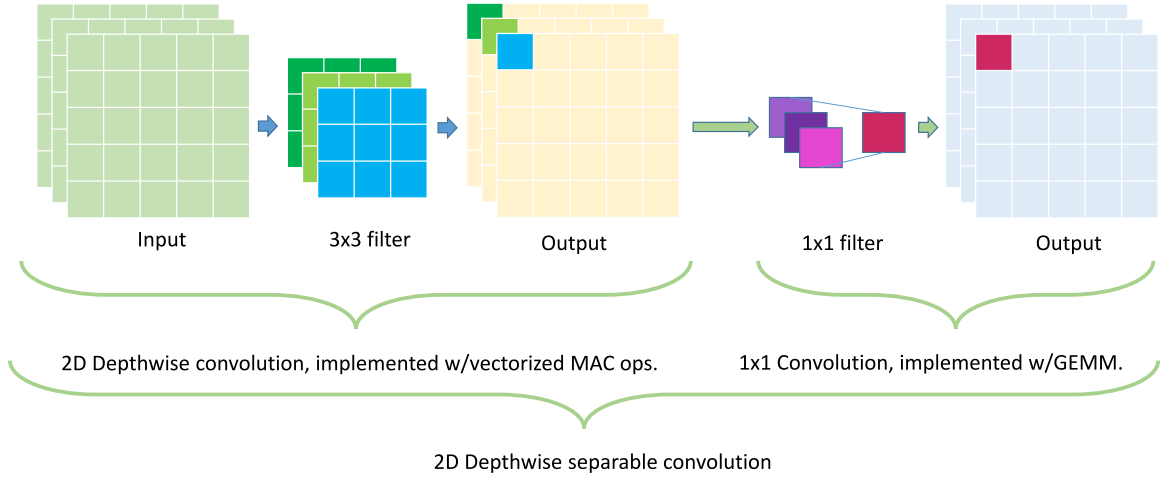 Input
3x3 filter
Output
1x1 filter
Output
2D Depthwise convolution, implemented w/vectorized MAC ops.
1x1 Convolution, implemented w/GEMM.
2D Depthwise separable convolution